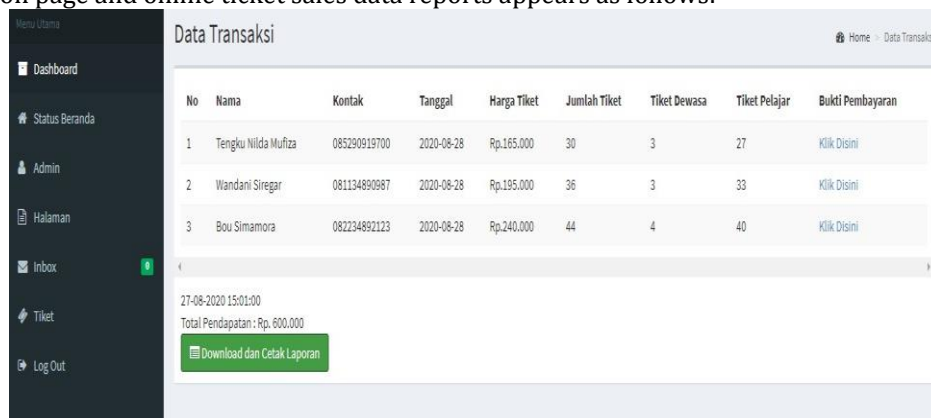 on page and online ticket sales data reports appears as follows:
Menu Utama
Dashboard
Status Beranda
Admin
Halaman
Inbox 0
Tiket
Log Out
Data Transaksi
Home > Data Transaks
No Nama Kontak Tanggal Harga Tiket Jumlah Tiket Tiket Dewasa Tiket Pelajar Bukti Pembayaran
1 Tengku Nilda Mufiza 085290919700 2020-08-28 Rp.165.000 30 3 27 Klik Disini
2 Wandani Siregar 081134890987 2020-08-28 Rp.195.000 36 3 33 Klik Disini
3 Bou Simamora 082234892123 2020-08-28 Rp.240.000 44 4 40 Klik Disini
27-08-2020 15:01:00
Total Pendapatan : Rp. 600.000
Download dan Cetak Laporan